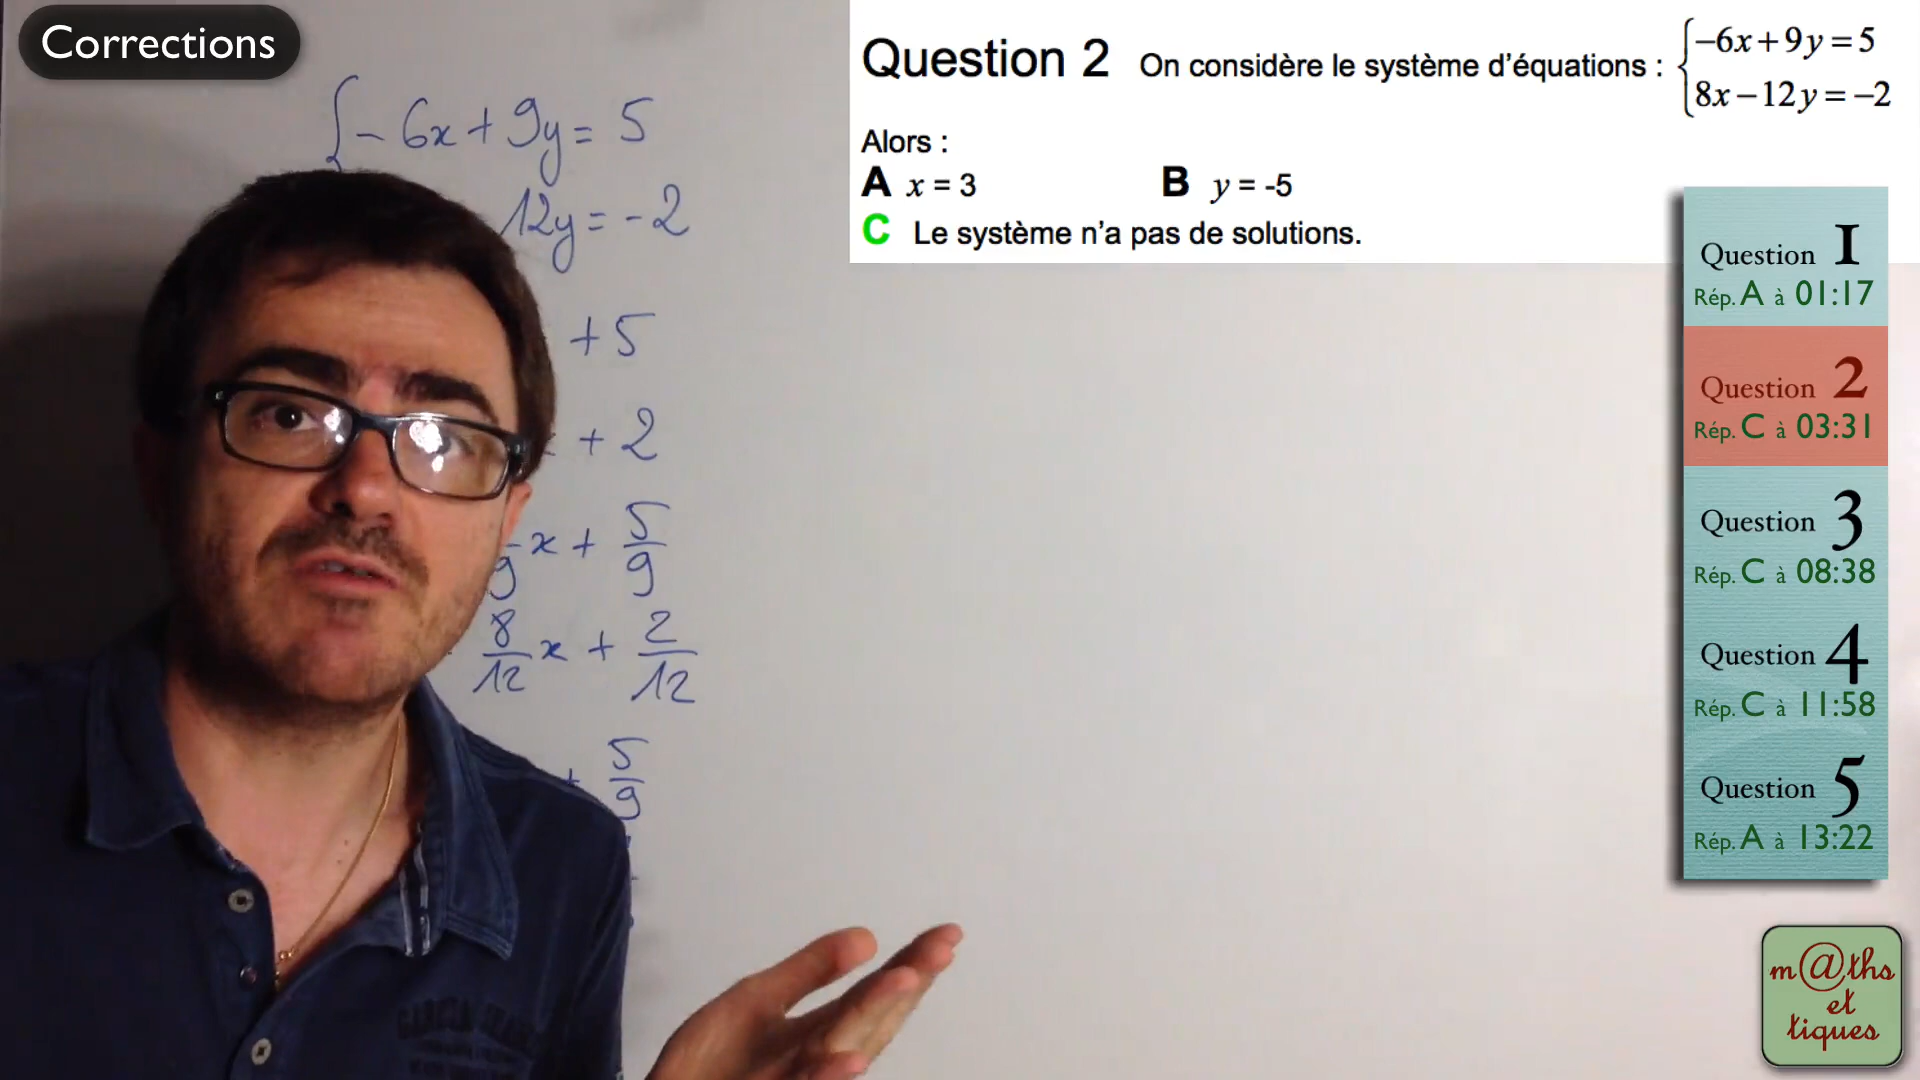 Corrections
Question 2 On considère le système d'équations : {-6x+9y=5
8x-12y=-2
Alors :
A x = 3 B y = -5
C Le système n'a pas de solutions.
{- 6x + 9y = 5
12y = -2
+ 5
+ 2
9 x + 5/9
8/12 x + 2/12
+ 5/9
Question 1
Rép. A à 01:17
Question 2
Rép. C à 03:31
Question 3
Rép. C à 08:38
Question 4
Rép. C à 11:58
Question 5
Rép. A à 13:22
m@ths
et
tiques